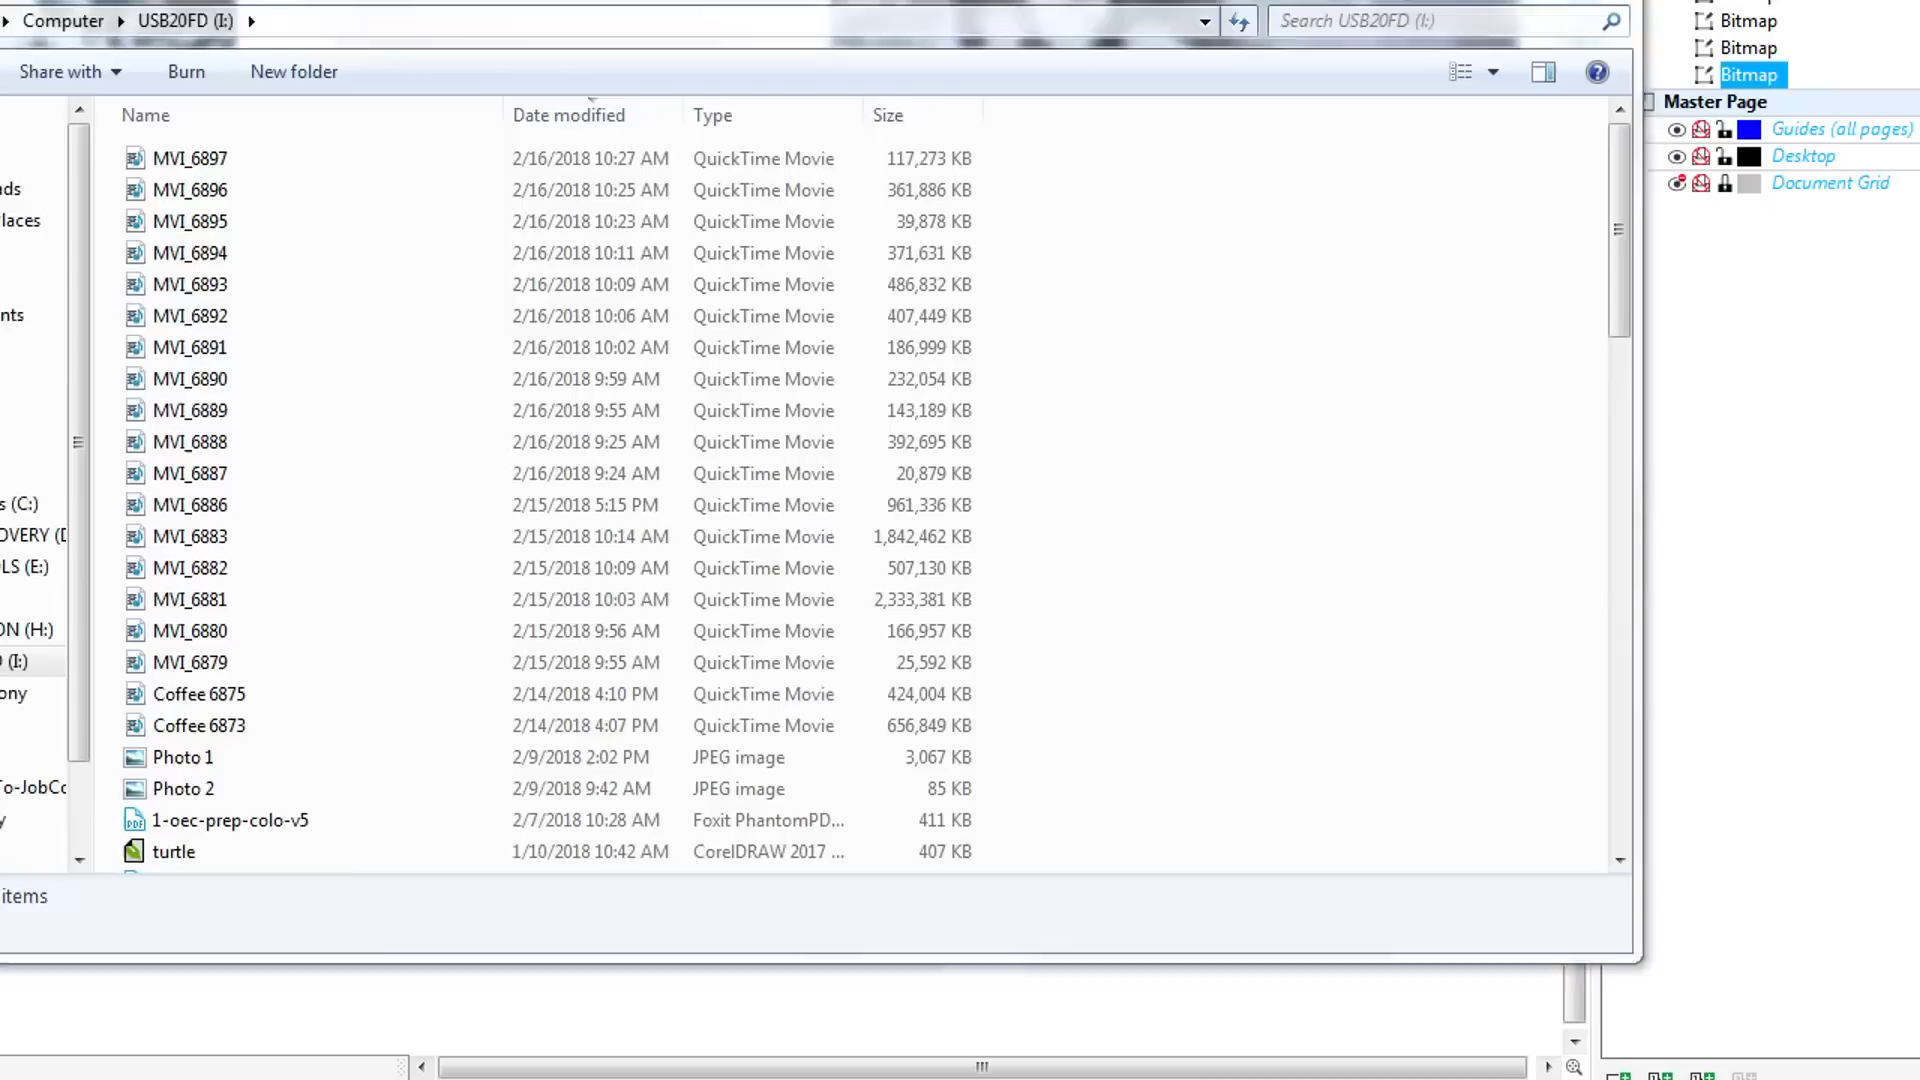 Computer USB20FD (I:) Search USB20FD (I:)
Share with Burn New folder
Name Date modified Type Size
MVI_6897 2/16/2018 10:27 AM QuickTime Movie 117,273 KB
MVI_6896 2/16/2018 10:25 AM QuickTime Movie 361,886 KB
MVI_6895 2/16/2018 10:23 AM QuickTime Movie 39,878 KB
MVI_6894 2/16/2018 10:11 AM QuickTime Movie 371,631 KB
MVI_6893 2/16/2018 10:09 AM QuickTime Movie 486,832 KB
MVI_6892 2/16/2018 10:06 AM QuickTime Movie 407,449 KB
MVI_6891 2/16/2018 10:02 AM QuickTime Movie 186,999 KB
MVI_6890 2/16/2018 9:59 AM QuickTime Movie 232,054 KB
MVI_6889 2/16/2018 9:55 AM QuickTime Movie 143,189 KB
MVI_6888 2/16/2018 9:25 AM QuickTime Movie 392,695 KB
MVI_6887 2/16/2018 9:24 AM QuickTime Movie 20,879 KB
MVI_6886 2/15/2018 5:15 PM QuickTime Movie 961,336 KB
MVI_6883 2/15/2018 10:14 AM QuickTime Movie 1,842,462 KB
MVI_6882 2/15/2018 10:09 AM QuickTime Movie 507,130 KB
MVI_6881 2/15/2018 10:03 AM QuickTime Movie 2,333,381 KB
MVI_6880 2/15/2018 9:56 AM QuickTime Movie 166,957 KB
MVI_6879 2/15/2018 9:55 AM QuickTime Movie 25,592 KB
Coffee 6875 2/14/2018 4:10 PM QuickTime Movie 424,004 KB
Coffee 6873 2/14/2018 4:07 PM QuickTime Movie 656,849 KB
Photo 1 2/9/2018 2:02 PM JPEG image 3,067 KB
Photo 2 2/9/2018 9:42 AM JPEG image 85 KB
1-oec-prep-colo-v5 2/7/2018 10:28 AM Foxit PhantomPD... 411 KB
turtle 1/10/2018 10:42 AM CorelDRAW 2017 ... 407 KB
items
ads
laces
nts
s (C:)
OVERY (D
LS (E:)
ON (H:)
(I:)
ony
To-JobCo
y
Bitmap
Bitmap
Bitmap
Master Page
Guides (all pages)
Desktop
Document Grid